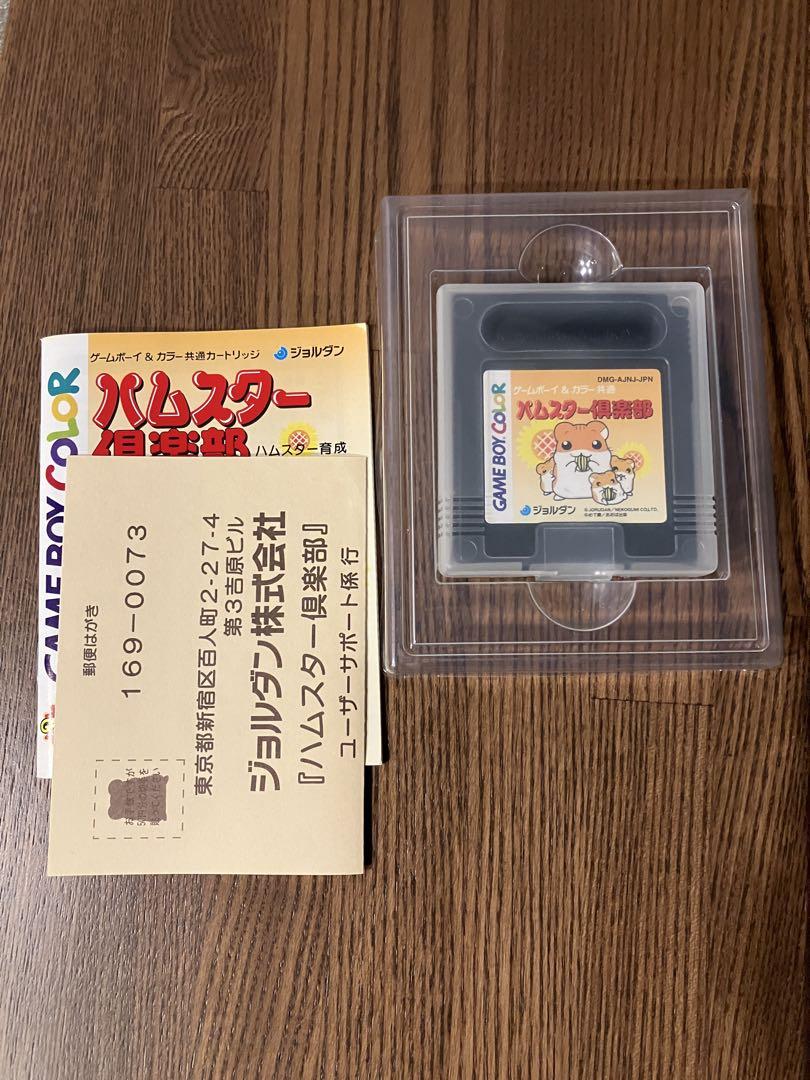 ゲームボーイ & カラー共通カートリッジ
ジョルダン
GAME BOY COLOR
ハムスター
倶楽部
ハムスター育成
郵便はがき
169-0073
東京都新宿区百人町2-27-4
第3吉原ビル
ジョルダン株式会社
『ハムスター倶楽部』
ユーザーサポート係 行
DMG-AJNJ-JPN
ゲームボーイ & カラー共通
GAME BOY COLOR
ハムスター倶楽部
ジョルダン
© JORUDAN/NEKOGUMI CO.,LTD.